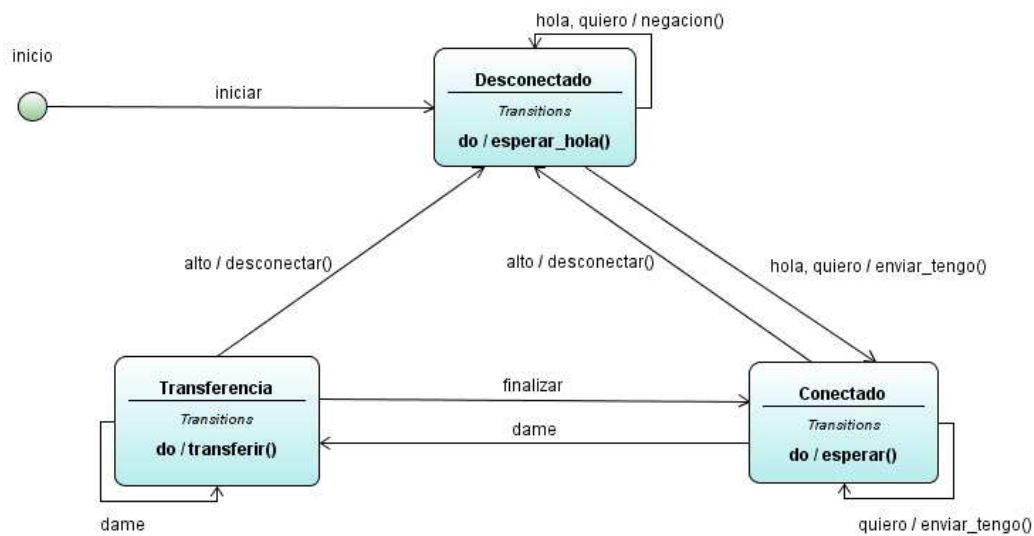 hola, quiero / negacion()
inicio
iniciar
Desconectado
Transitions
do / esperar_hola()
alto / desconectar()
alto / desconectar()
hola, quiero / enviar_tengo()
Transferencia
Transitions
do / transferir()
finalizar
dame
Conectado
Transitions
do / esperar()
dame
quiero / enviar_tengo()